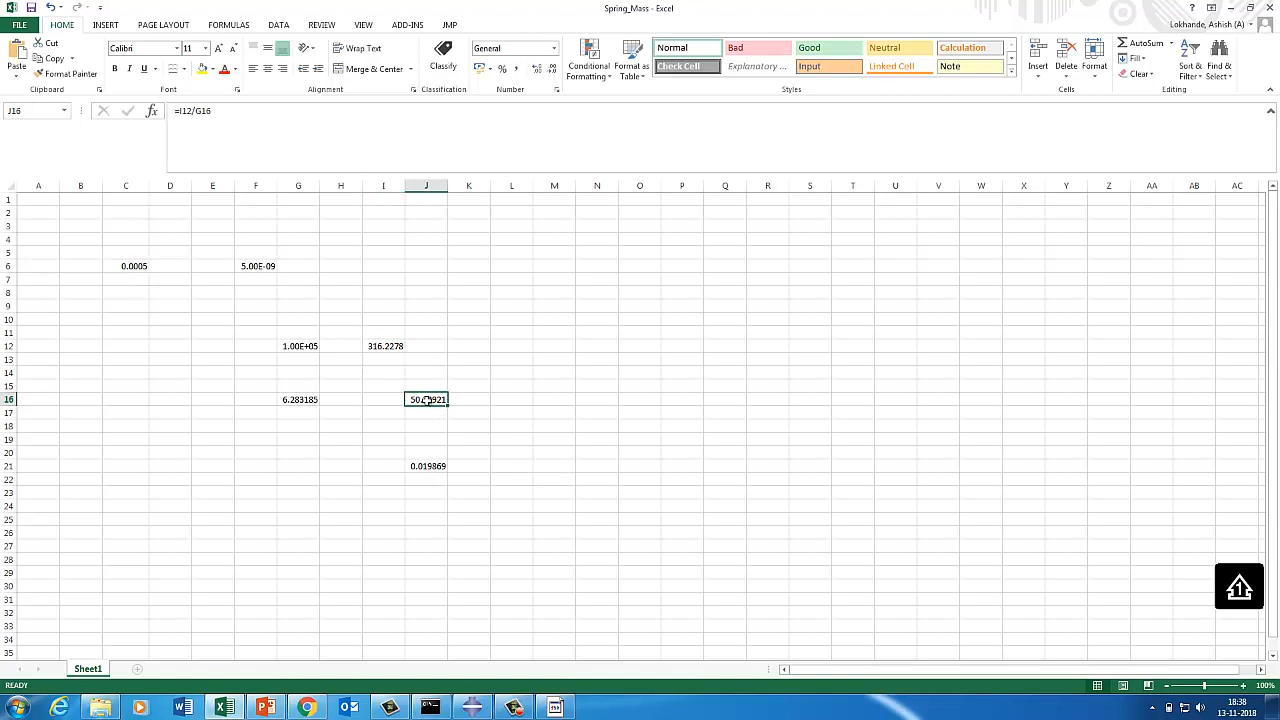 Spring_Mass - Excel
FILE HOME INSERT PAGE LAYOUT FORMULAS DATA REVIEW VIEW ADD-INS JMP Lokhande, Ashish (A)
Paste Cut Copy Format Painter Clipboard
Calibri 11 A A B I U A Font
Wrap Text Merge & Center Alignment
Classify Classification
General % , Number
Conditional Formatting Format as Table
Normal Bad Good Neutral Calculation
Check Cell Explanatory ... Input Linked Cell Note
Styles
Insert Delete Format Cells
AutoSum Fill Clear Sort & Filter Find & Select Editing
J16 fx =I12/G16
A B C D E F G H I J K L M N O P Q R S T U V W X Y Z AA AB AC
1
2
3
4
5
6 0.0005 5.00E-09
7
8
9
10
11
12 1.00E+05 316.2278
13
14
15
16 6.283185
17
18
19
20
21 0.019869
22
23
24
25
26
27
28
29
30
31
32
33
34
35
1
Sheet1
READY 100%
18:38
13-11-2018